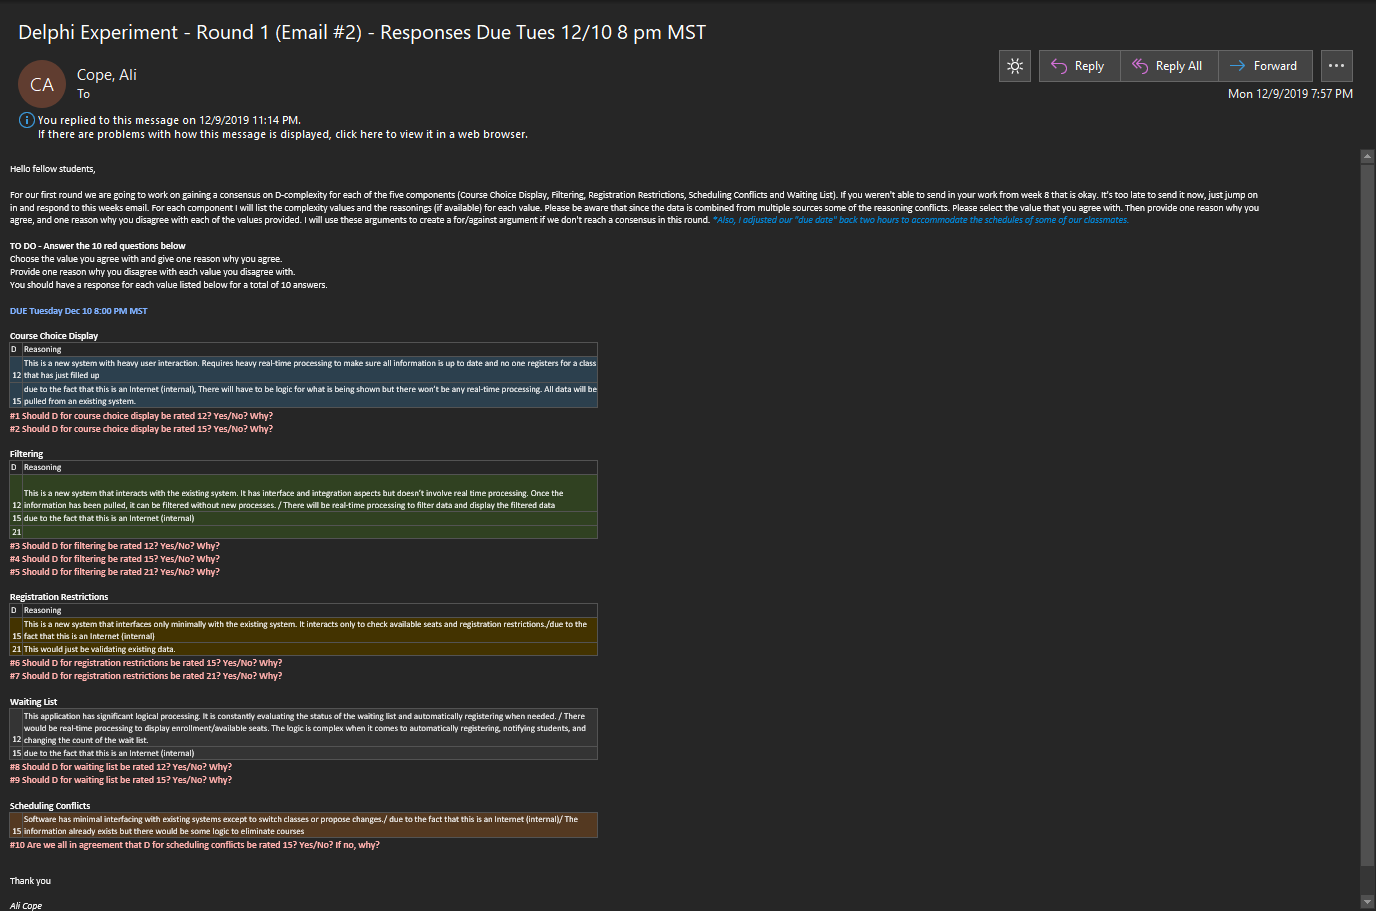 Delphi Experiment - Round 1 (Email #2) - Responses Due Tues 12/10 8 pm MST
CA
Cope, Ali
To
Reply
Reply All
Forward
Mon 12/9/2019 7:57 PM
You replied to this message on 12/9/2019 11:14 PM.
If there are problems with how this message is displayed, click here to view it in a web browser.
Hello fellow students,
For our first round we are going to work on gaining a consensus on D-complexity for each of the five components (Course Choice Display, Filtering, Registration Restrictions, Scheduling Conflicts and Waiting List). If you weren't able to send in your work from week 8 that is okay. It's too late to send it now, just jump on
in and respond to this weeks email. For each component I will list the complexity values and the reasonings (if available) for each value. Please be aware that since the data is combined from multiple sources some of the reasoning conflicts. Please select the value that you agree with. Then provide one reason why you
agree, and one reason why you disagree with each of the values provided. I will use these arguments to create a for/against argument if we don't reach a consensus in this round. *Also, I adjusted our "due date" back two hours to accommodate the schedules of some of our classmates.
TO DO - Answer the 10 red questions below
Choose the value you agree with and give one reason why you agree.
Provide one reason why you disagree with each value you disagree with.
You should have a response for each value listed below for a total of 10 answers.
DUE Tuesday Dec 10 8:00 PM MST
Course Choice Display
D Reasoning
This is a new system with heavy user interaction. Requires heavy real-time processing to make sure all information is up to date and no one registers for a class
12 that has just filled up
due to the fact that this is an Internet (internal), There will have to be logic for what is being shown but there won't be any real-time processing. All data will be
15 pulled from an existing system.
#1 Should D for course choice display be rated 12? Yes/No? Why?
#2 Should D for course choice display be rated 15? Yes/No? Why?
Filtering
D Reasoning
This is a new system that interacts with the existing system. It has interface and integration aspects but doesn't involve real time processing. Once the
12 information has been pulled, it can be filtered without new processes. / There will be real-time processing to filter data and display the filtered data
15 due to the fact that this is an Internet (internal)
21
#3 Should D for filtering be rated 12? Yes/No? Why?
#4 Should D for filtering be rated 15? Yes/No? Why?
#5 Should D for filtering be rated 21? Yes/No? Why?
Registration Restrictions
D Reasoning
This is a new system that interfaces only minimally with the existing system. It interacts only to check available seats and registration restrictions./due to the
15 fact that this is an Internet (internal)
21 This would just be validating existing data.
#6 Should D for registration restrictions be rated 15? Yes/No? Why?
#7 Should D for registration restrictions be rated 21? Yes/No? Why?
Waiting List
This application has significant logical processing. It is constantly evaluating the status of the waiting list and automatically registering when needed. / There
would be real-time processing to display enrollment/available seats. The logic is complex when it comes to automatically registering, notifying students, and
12 changing the count of the wait list.
15 due to the fact that this is an Internet (internal)
#8 Should D for waiting list be rated 12? Yes/No? Why?
#9 Should D for waiting list be rated 15? Yes/No? Why?
Scheduling Conflicts
Software has minimal interfacing with existing systems except to switch classes or propose changes./ due to the fact that this is an Internet (internal)/ The
15 information already exists but there would be some logic to eliminate courses
#10 Are we all in agreement that D for scheduling conflicts be rated 15? Yes/No? If no, why?
Thank you
Ali Cope